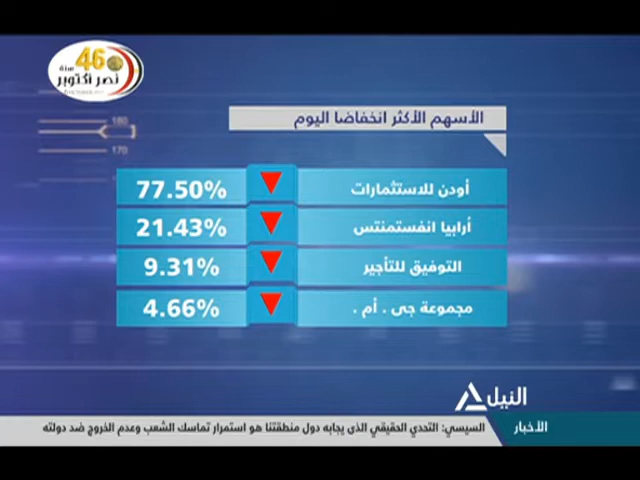 46
سنة
نصر أكتوبر
الأسهم الأكثر انخفاضا اليوم
180
170
أودن للاستثمارات 77.50%
أرابيا انفستمنتس 21.43%
التوفيق للتأجير 9.31%
مجموعة جى . أم . 4.66%
النيل
الأخبار
السيسي: التحدي الحقيقي الذى يجابه دول منطقتنا هو استمرار تماسك الشعب وعدم الخروج ضد دولته